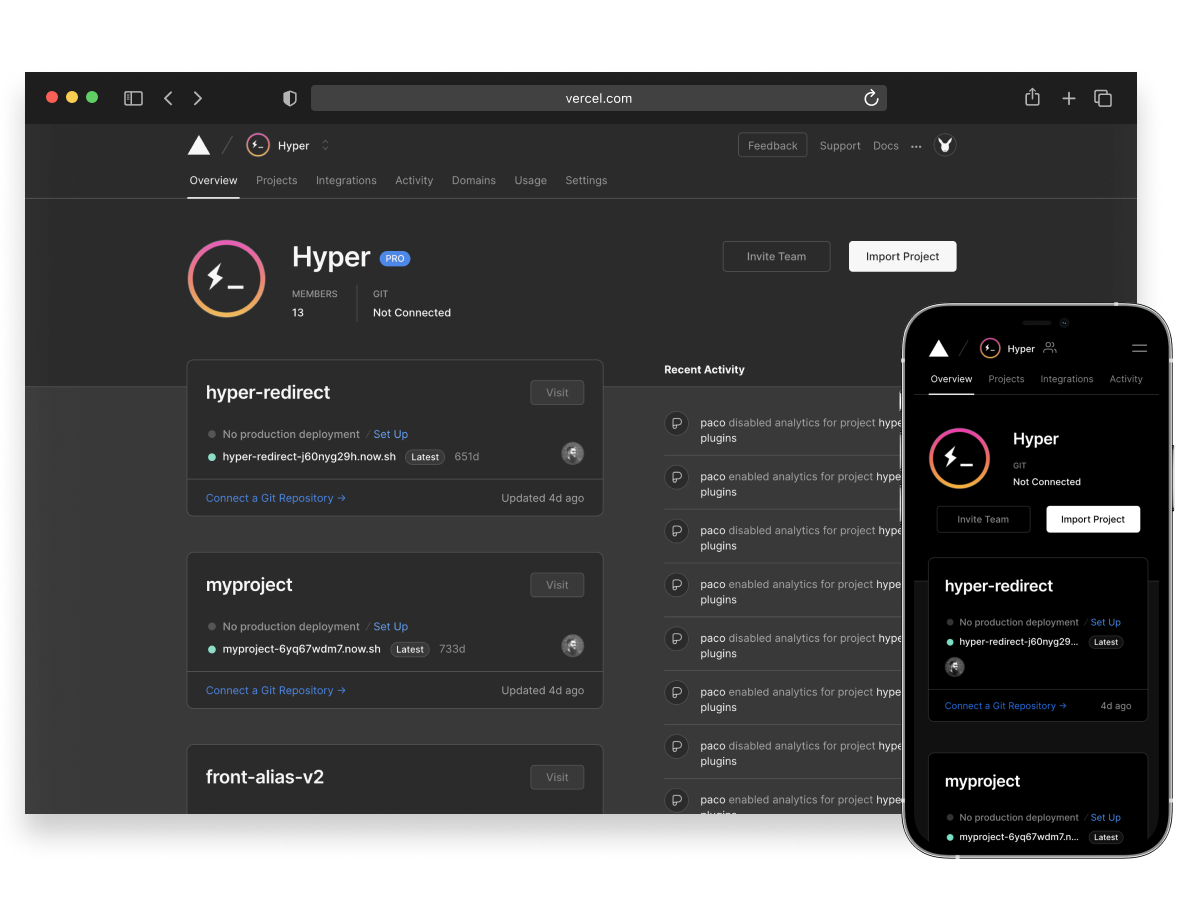 vercel.com
Hyper
Feedback Support Docs
Overview Projects Integrations Activity Domains Usage Settings
Hyper PRO
Invite Team Import Project
MEMBERS GIT
13 Not Connected
hyper-redirect Visit
No production deployment / Set Up
hyper-redirect-j60nyg29h.now.sh Latest 651d
Connect a Git Repository → Updated 4d ago
myproject Visit
No production deployment / Set Up
myproject-6yq67wdm7.now.sh Latest 733d
Connect a Git Repository → Updated 4d ago
front-alias-v2 Visit
Recent Activity
paco disabled analytics for project hype
plugins
paco enabled analytics for project hype
plugins
paco disabled analytics for project hype
plugins
paco enabled analytics for project hype
plugins
paco disabled analytics for project hype
plugins
paco enabled analytics for project hype
plugins
paco disabled analytics for project hype
plugins
paco enabled analytics for project hype
plugins
Hyper
Overview Projects Integrations Activity
Hyper
GIT
Not Connected
Invite Team Import Project
hyper-redirect
No production deployment / Set Up
hyper-redirect-j60nyg29... Latest
Connect a Git Repository → 4d ago
myproject
No production deployment / Set Up
myproject-6yq67wdm7.n... Latest